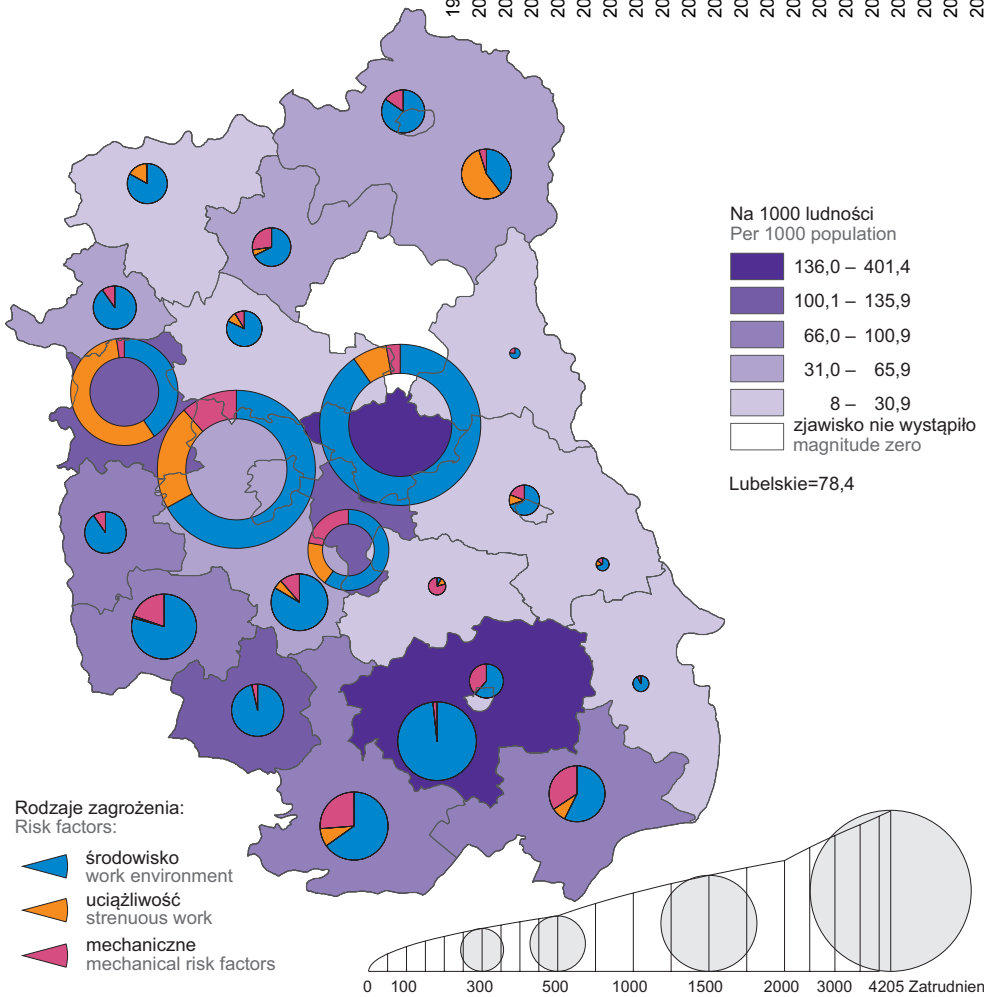 Na 1000 ludności
Per 1000 population
136,0 – 401,4
100,1 – 135,9
66,0 – 100,9
31,0 – 65,9
8 – 30,9
zjawisko nie wystąpiło
magnitude zero
Lubelskie=78,4
Rodzaje zagrożenia:
Risk factors:
środowisko
work environment
uciążliwość
strenuous work
mechaniczne
mechanical risk factors
0 100 300 500 1000 1500 2000 3000 4205 Zatrudnien